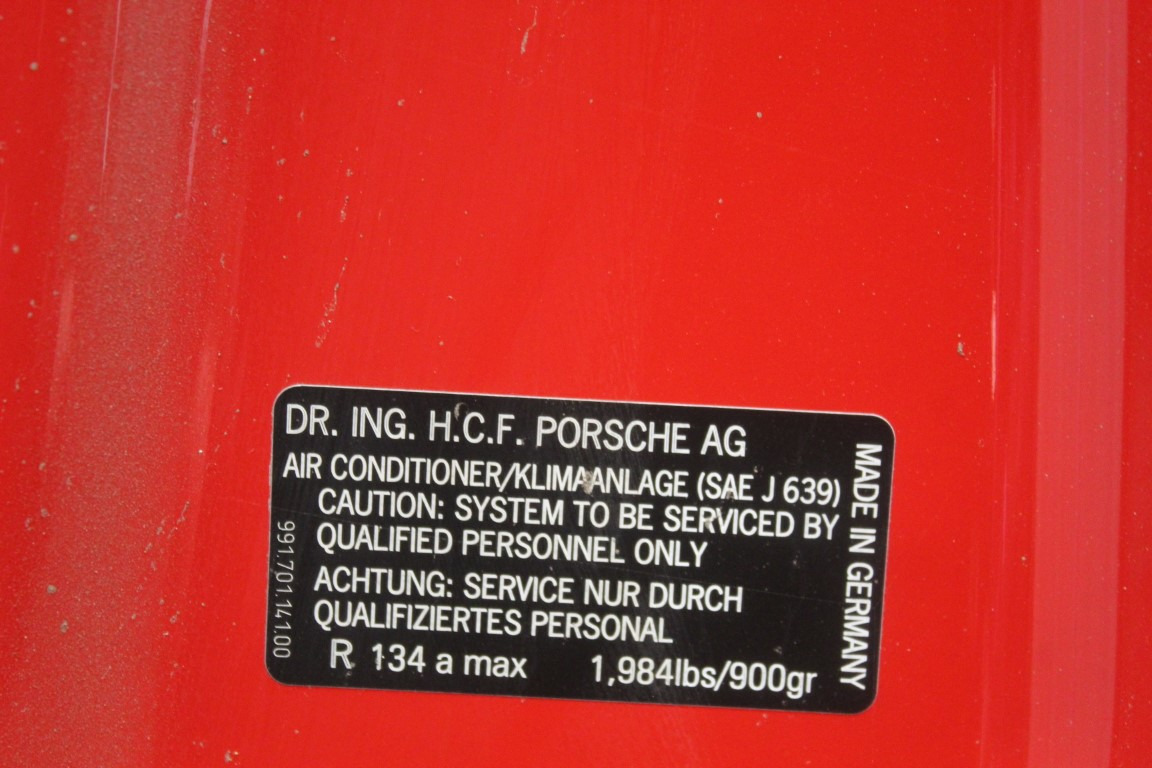 DR. ING. H.C.F. PORSCHE AG
AIR CONDITIONER/KLIMAANLAGE (SAE J 639)
CAUTION: SYSTEM TO BE SERVICED BY
QUALIFIED PERSONNEL ONLY
ACHTUNG: SERVICE NUR DURCH
QUALIFIZIERTES PERSONAL
R 134 a max 1,984lbs/900gr
MADE IN GERMANY
991.701.141.00